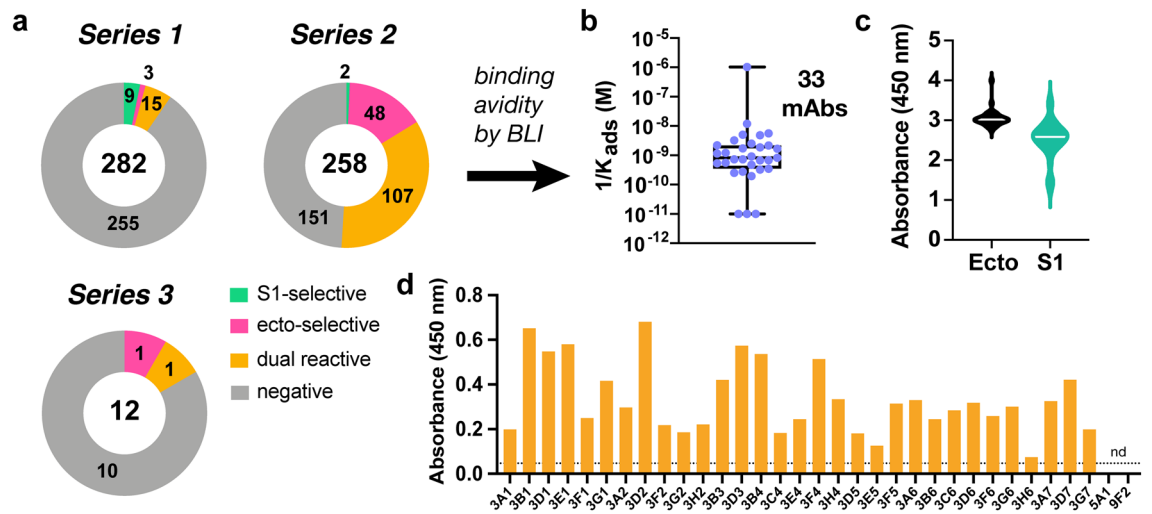 a
Series 1
9
3
15
282
255
Series 2
2
48
258
107
151
Series 3
1
1
12
10
S1-selective
ecto-selective
dual reactive
negative
binding
avidity
by BLI
b
1/Kads (M)
10-5
10-6
10-7
10-8
10-9
10-10
10-11
10-12
33
mAbs
c
Absorbance (450 nm)
5
4
3
2
1
0
Ecto S1
d
Absorbance (450 nm)
0.8
0.6
0.4
0.2
0.0
nd
3A1 3B1 3D1 3E1 3F1 3G1 3A2 3D2 3F2 3G2 3H2 3B3 3D3 3B4 3C4 3E4 3F4 3H4 3D5 3E5 3F5 3A6 3B6 3C6 3D6 3F6 3G6 3H6 3A7 3D7 3G7 5A1 9F2